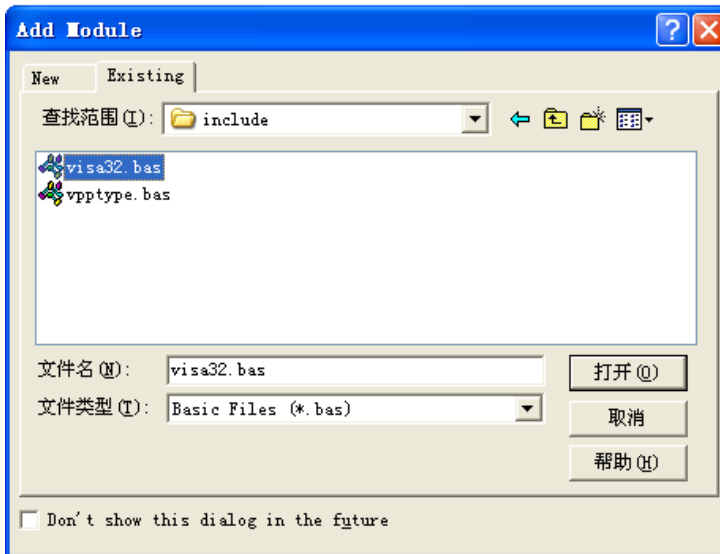 Add Module
New Existing
查找范围(I): include
visa32.bas
vpptype.bas
文件名(N): visa32.bas 打开(O)
文件类型(T): Basic Files (*.bas) 取消
帮助(H)
Don't show this dialog in the future